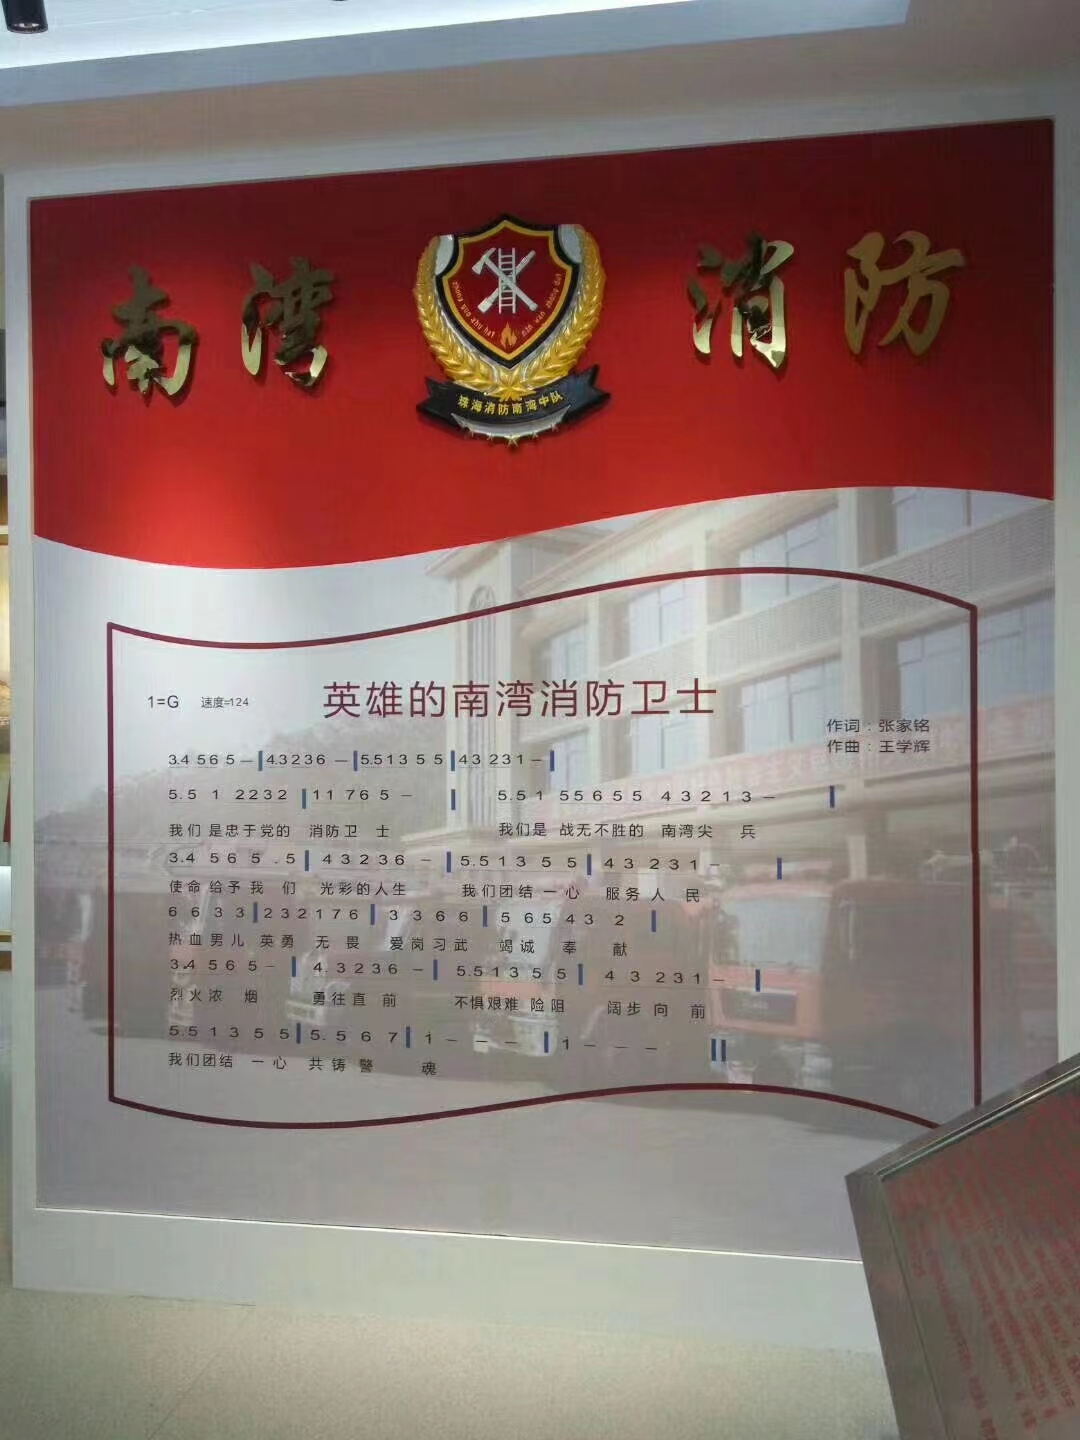 南湾 消防
zhong guo zhu hai nan wan zhong dui
珠海消防南湾中队
英雄的南湾消防卫士
1=G 速度=124
作词：张家铭
作曲：王学辉
3.4 5 6 5 — | 4.3 2 3 6 — | 5.5 1 3 5 5 | 4 3 2 3 1 — |
5.5 1 2 2 3 2 | 1 1 7 6 5 — | 5.5 1 5 5 6 5 5 4 3 2 1 3 — |
我们 是忠于党的 消防卫 士 我们是 战无不胜的 南湾尖 兵
3.4 5 6 5 . 5 | 4 3 2 3 6 — | 5.5 1 3 5 5 | 4 3 2 3 1 — |
使命 给予 我 们 光彩的人生 我们团结 一 心 服务 人 民
6 6 3 3 | 2 3 2 1 7 6 | 3 3 6 6 | 5 6 5 4 3 2 |
热血男儿 英勇 无 畏 爱岗习武 竭诚 奉 献
3.4 5 6 5 — | 4. 3 2 3 6 — | 5.5 1 3 5 5 | 4 3 2 3 1 — |
烈火浓 烟 勇往直 前 不惧艰难 险阻 阔步 向 前
5.5 1 3 5 5 | 5. 5 6 7 | 1 — — — | 1 — — — ||
我们团结 一心 共 铸 警 魂